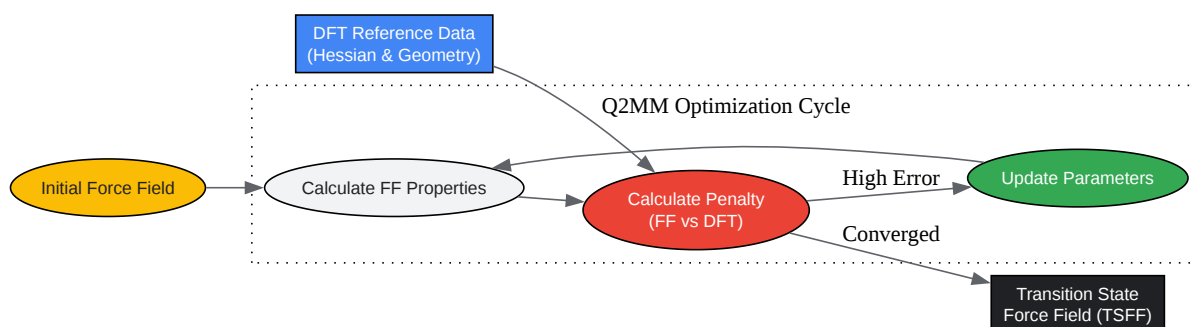 DFT Reference Data
(Hessian & Geometry)
Q2MM Optimization Cycle
Initial Force Field
Calculate FF Properties
Calculate Penalty
(FF vs DFT)
High Error
Update Parameters
Converged
Transition State
Force Field (TSFF)